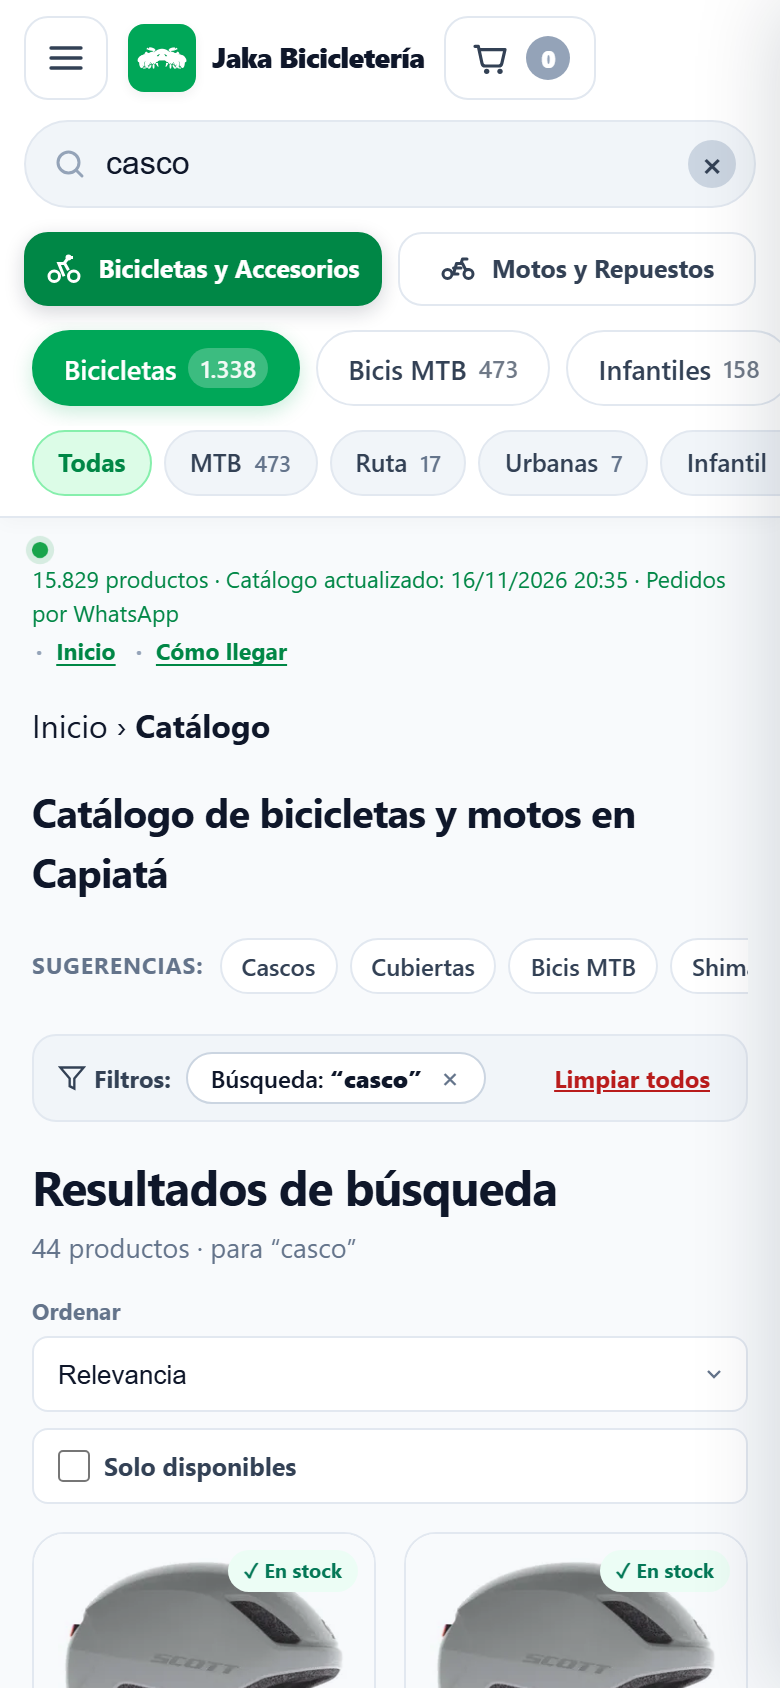 Jaka Bicicletería
0
casco
Bicicletas y Accesorios
Motos y Repuestos
Bicicletas 1.338
Bicis MTB 473
Infantiles 158
Todas
MTB 473
Ruta 17
Urbanas 7
Infantil
15.829 productos · Catálogo actualizado: 16/11/2026 20:35 · Pedidos
por WhatsApp
· Inicio · Cómo llegar
Inicio › Catálogo
Catálogo de bicicletas y motos en
Capiatá
SUGERENCIAS:
Cascos
Cubiertas
Bicis MTB
Shim
Filtros:
Búsqueda: “casco” ×
Limpiar todos
Resultados de búsqueda
44 productos · para “casco”
Ordenar
Relevancia
Solo disponibles
✓ En stock
✓ En stock
SCOTT
SCOTT